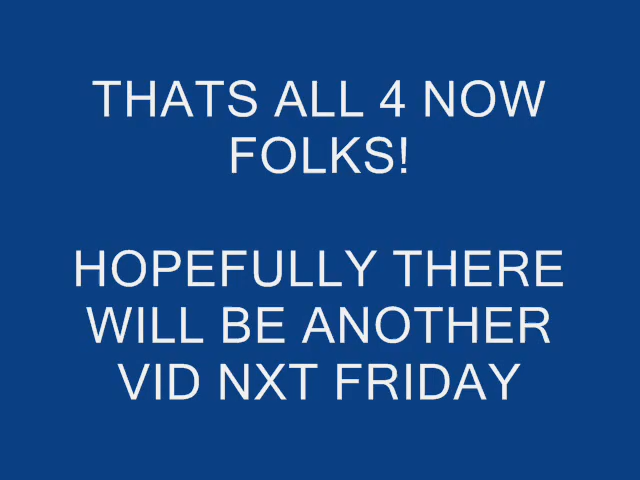 THATS ALL 4 NOW
FOLKS!
HOPEFULLY THERE
WILL BE ANOTHER
VID NXT FRIDAY